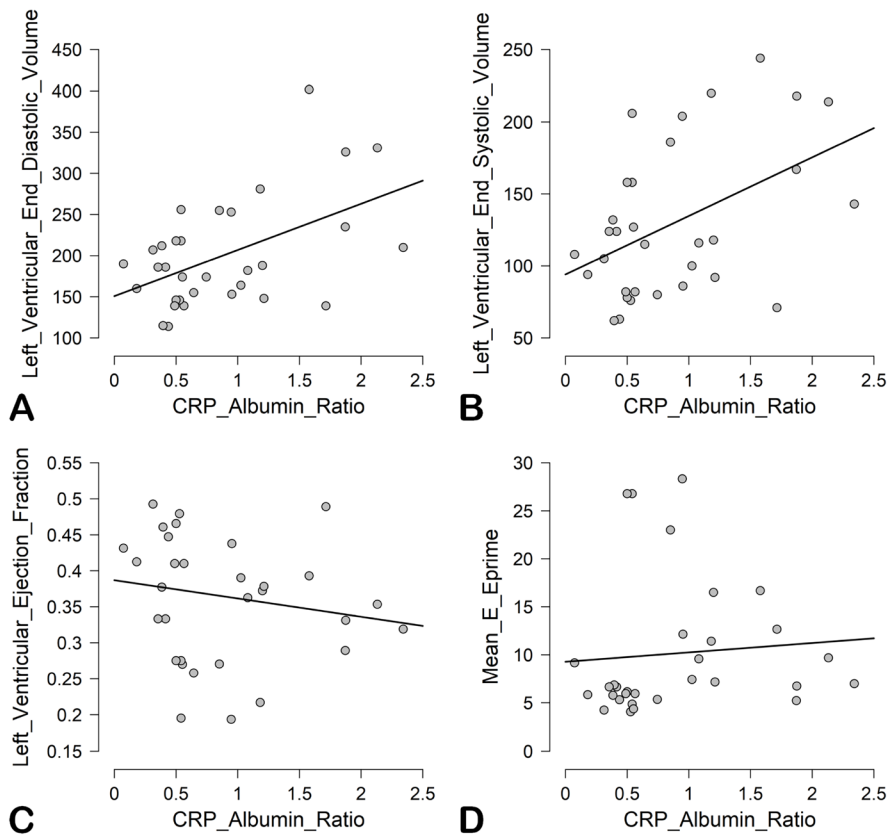 Left_Ventricular_End_Diastolic_Volume
450
400
350
300
250
200
150
100
0 0.5 1 1.5 2 2.5
CRP_Albumin_Ratio
A
Left_Ventricular_End_Systolic_Volume
250
200
150
100
50
0 0.5 1 1.5 2 2.5
CRP_Albumin_Ratio
B
Left_Ventricular_Ejection_Fraction
0.55
0.5
0.45
0.4
0.35
0.3
0.25
0.2
0.15
0 0.5 1 1.5 2 2.5
CRP_Albumin_Ratio
C
Mean_E_Eprime
30
25
20
15
10
5
0
0 0.5 1 1.5 2 2.5
CRP_Albumin_Ratio
D